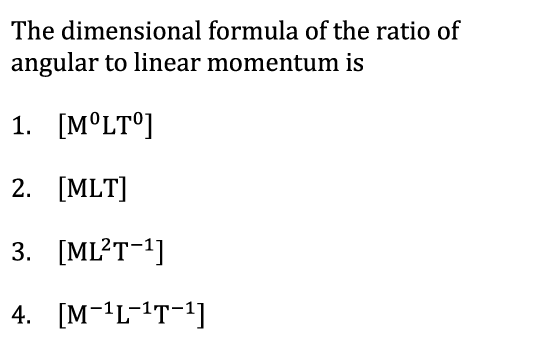 The dimensional formula of the ratio of
angular to linear momentum is
1. [M⁰LT⁰]
2. [MLT]
3. [ML²T⁻¹]
4. [M⁻¹L⁻¹T⁻¹]